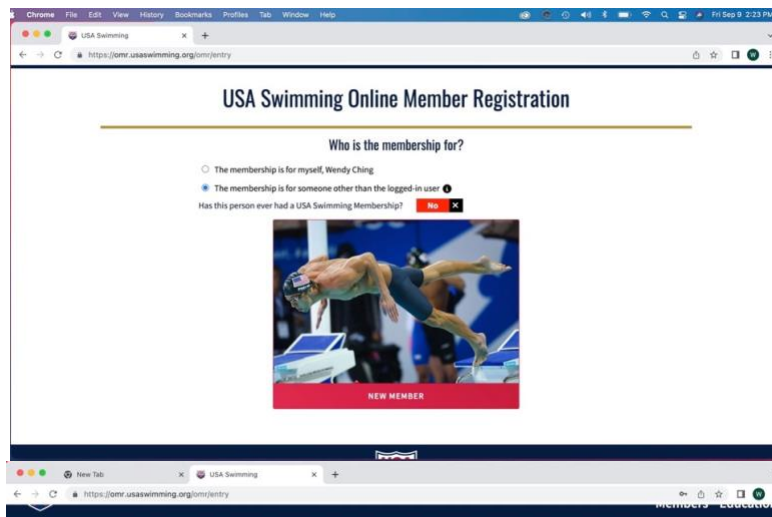 Chrome File Edit View History Bookmarks Profiles Tab Window Help Fri Sep 9 2:23 PM
USA Swimming
https://omr.usaswimming.org/omr/entry
USA Swimming Online Member Registration
Who is the membership for?
The membership is for myself, Wendy Ching
The membership is for someone other than the logged-in user
Has this person ever had a USA Swimming Membership? No X
NEW MEMBER
New Tab USA Swimming
https://omr.usaswimming.org/omr/entry
Members Education